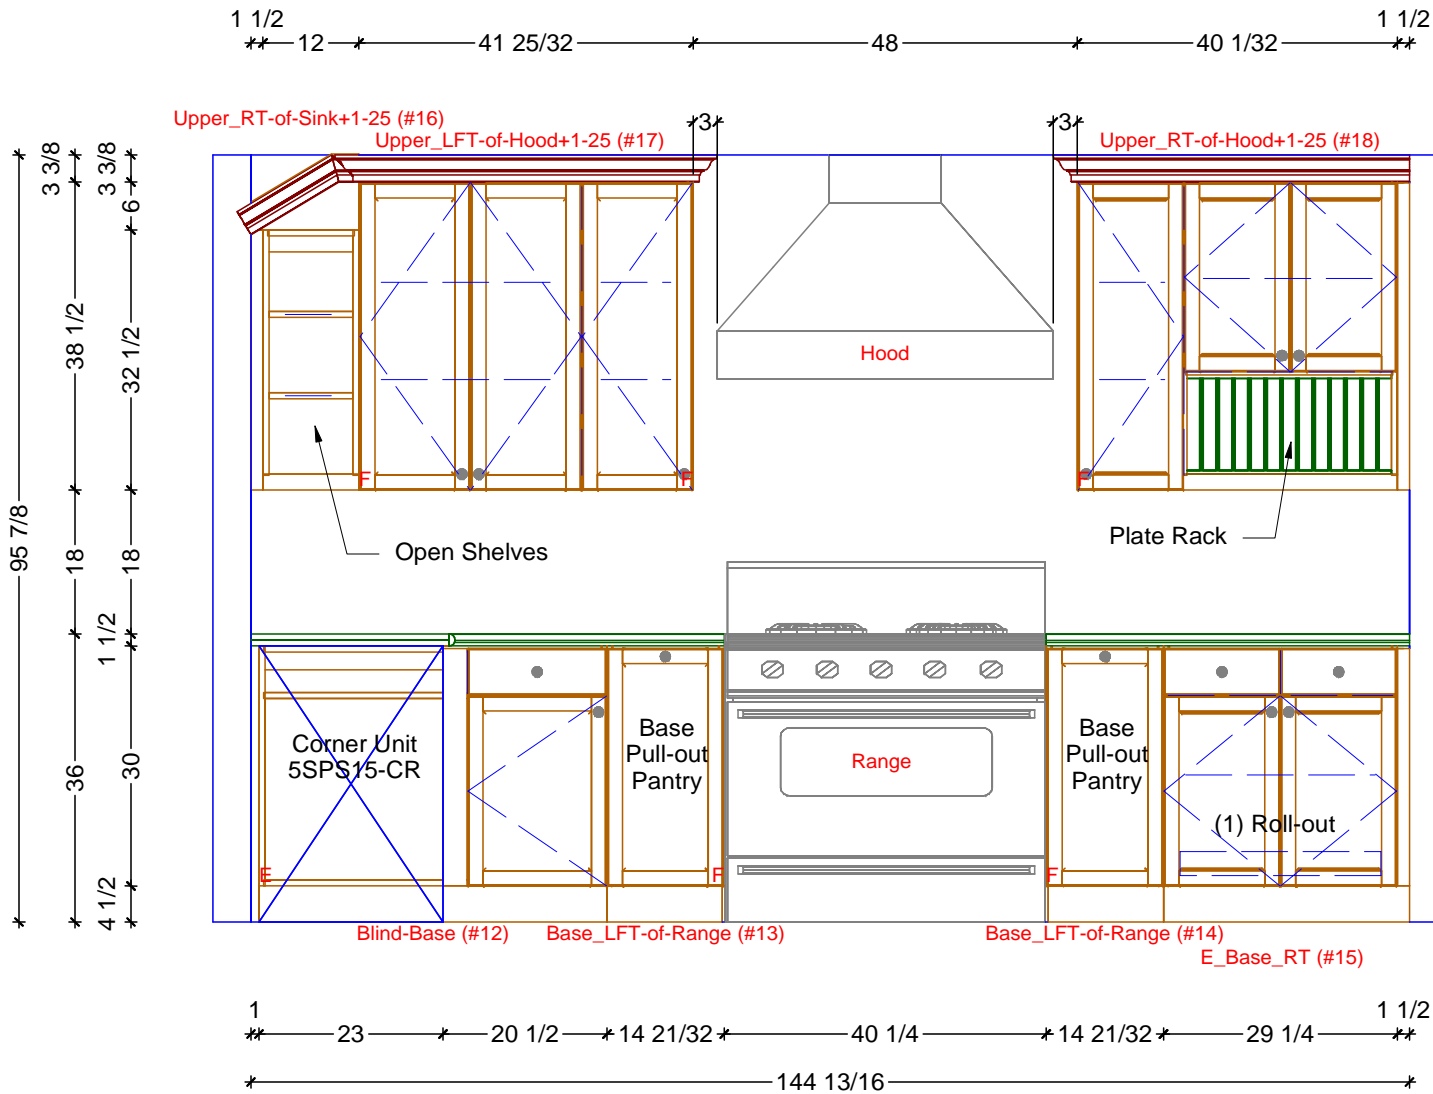 1 1/2
1 1/2
12
41 25/32
48
40 1/32
Upper_RT-of-Sink+1-25 (#16)
3
3
Upper_LFT-of-Hood+1-25 (#17)
Upper_RT-of-Hood+1-25 (#18)
3 3/8
3 3/8
6
38 1/2
32 1/2
Hood
F
F
F
95 7/8
18
18
Open Shelves
Plate Rack
1 1/2
36
30
4 1/2
Corner Unit
5SPS15-CR
Base
Pull-out
Pantry
Range
Base
Pull-out
Pantry
(1) Roll-out
E
F
F
Blind-Base (#12)
Base_LFT-of-Range (#13)
Base_LFT-of-Range (#14)
E_Base_RT (#15)
1
1 1/2
23
20 1/2
14 21/32
40 1/4
14 21/32
29 1/4
144 13/16